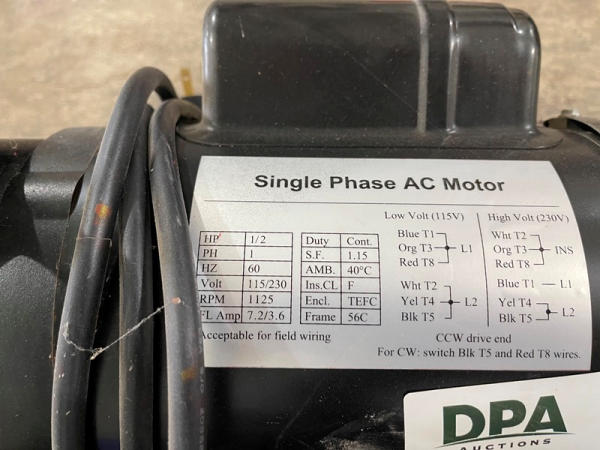 Single Phase AC Motor
Low Volt (115V)
Blue T1
Org T3 L1
Red T8
Wht T2
Yel T4 L2
Blk T5
High Volt (230V)
Wht T2
Org T3 INS
Red T8
Blue T1 — L1
Yel T4 L2
Blk T5
HP 1/2
PH 1
HZ 60
Volt 115/230
RPM 1125
FL Amp 7.2/3.6
Duty Cont.
S.F. 1.15
AMB. 40°C
Ins.CL F
Encl. TEFC
Frame 56C
Acceptable for field wiring
CCW drive end
For CW: switch Blk T5 and Red T8 wires.
DPA
AUCTIONS